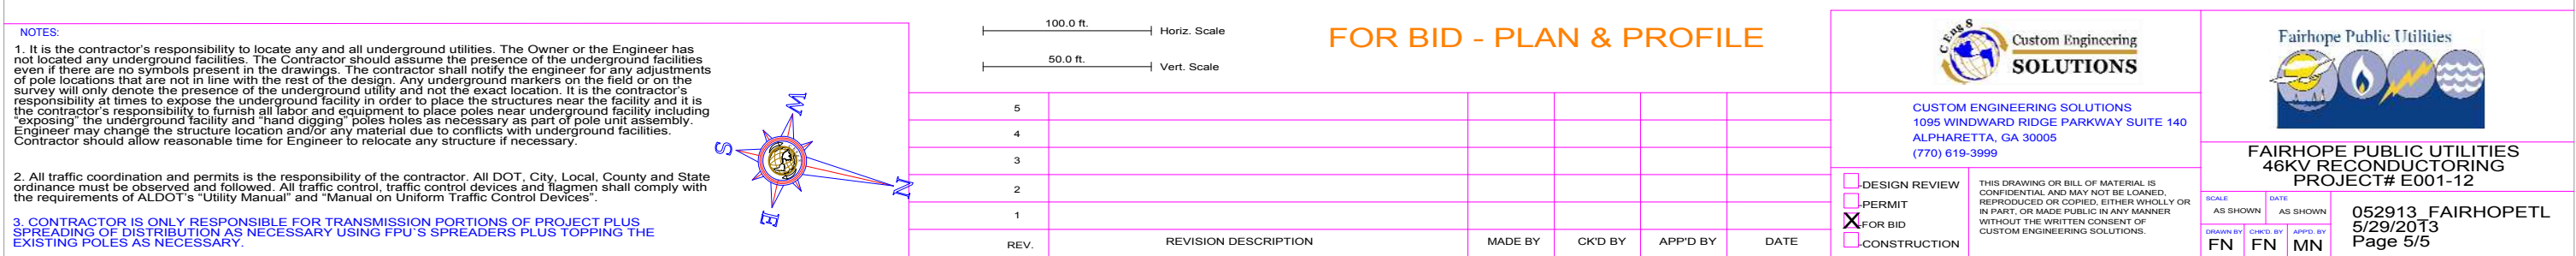 NOTES:
1. It is the contractor's responsibility to locate any and all underground utilities. The Owner or the Engineer has
not located any underground facilities. The Contractor should assume the presence of the underground facilities
even if there are no symbols present in the drawings. The contractor shall notify the engineer for any adjustments
of pole locations that are not in line with the rest of the design. Any underground markers on the field or on the
survey will only denote the presence of the underground utility and not the exact location. It is the contractor's
responsibility at times to expose the underground facility in order to place the structures near the facility and it is
the contractor's responsibility to furnish all labor and equipment to place poles near underground facility including
"exposing" the underground facility and "hand digging" poles holes as necessary as part of pole unit assembly.
Engineer may change the structure location and/or any material due to conflicts with underground facilities.
Contractor should allow reasonable time for Engineer to relocate any structure if necessary.
2. All traffic coordination and permits is the responsibility of the contractor. All DOT, City, Local, County and State
ordinance must be observed and followed. All traffic control, traffic control devices and flagmen shall comply with
the requirements of ALDOT's "Utility Manual" and "Manual on Uniform Traffic Control Devices".
3. CONTRACTOR IS ONLY RESPONSIBLE FOR TRANSMISSION PORTIONS OF PROJECT PLUS
SPREADING OF DISTRIBUTION AS NECESSARY USING FPU`S SPREADERS PLUS TOPPING THE
EXISTING POLES AS NECESSARY.
W
S
N
E
100.0 ft.
Horiz. Scale
50.0 ft.
Vert. Scale
FOR BID - PLAN & PROFILE
5
4
3
2
1
REV.
REVISION DESCRIPTION
MADE BY
CK'D BY
APP'D BY
DATE
C Eng S
Custom Engineering
SOLUTIONS
CUSTOM ENGINEERING SOLUTIONS
1095 WINDWARD RIDGE PARKWAY SUITE 140
ALPHARETTA, GA 30005
(770) 619-3999
-DESIGN REVIEW
-PERMIT
X-FOR BID
-CONSTRUCTION
THIS DRAWING OR BILL OF MATERIAL IS
CONFIDENTIAL AND MAY NOT BE LOANED,
REPRODUCED OR COPIED, EITHER WHOLLY OR
IN PART, OR MADE PUBLIC IN ANY MANNER
WITHOUT THE WRITTEN CONSENT OF
CUSTOM ENGINEERING SOLUTIONS.
Fairhope Public Utilities
FAIRHOPE PUBLIC UTILITIES
46KV RECONDUCTORING
PROJECT# E001-12
SCALE
AS SHOWN
DATE
AS SHOWN
DRAWN BY
FN
CHK'D. BY
FN
APP'D. BY
MN
052913_FAIRHOPETL
5/29/2013
Page 5/5